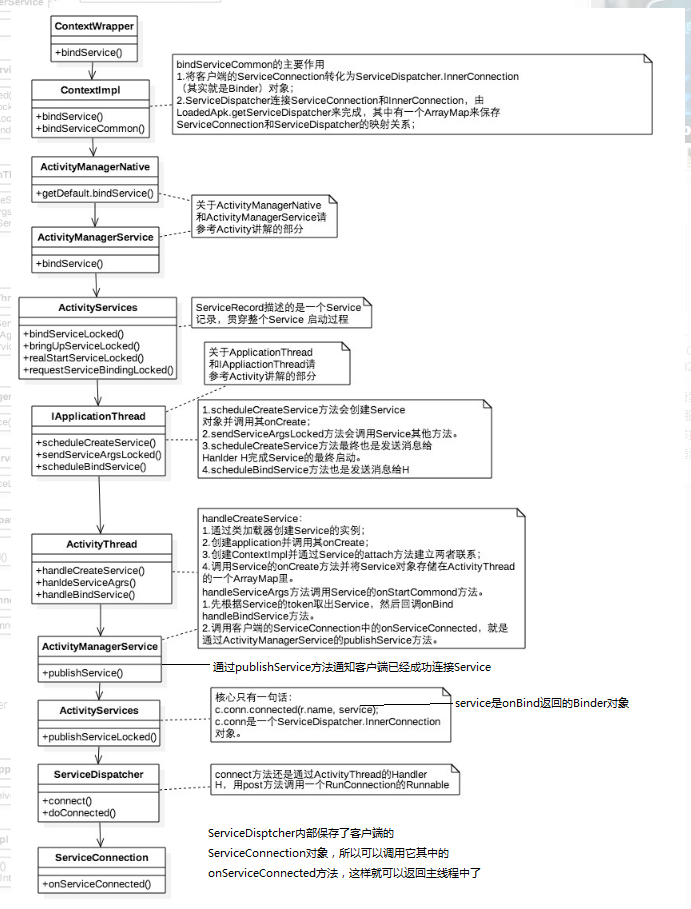 ContextWrapper
+bindService()
bindServiceCommon的主要作用
1.将客户端的ServiceConnection转化为ServiceDispatcher.InnerConnection
（其实就是Binder）对象；
2.ServiceDispatcher连接ServiceConnection和InnerConnection，由
LoadedApk.getServiceDispatcher来完成，其中有一个ArrayMap来保存
ServiceConnection和ServiceDispatcher的映射关系；
ContextImpl
+bindService()
+bindServiceCommon()
ActivityManagerNative
+getDefault.bindService()
关于ActivityManagerNative
和ActivityManagerService请
参考Activity讲解的部分
ActivityManagerService
+bindService()
ActivityServices
+bindServiceLocked()
+bringUpServiceLocked()
+realStartServiceLocked()
+requestServiceBindingLocked()
ServiceRecord描述的是一个Service
记录，贯穿整个Service 启动过程
关于ApplicationThread
和IAppliactionThread请
参考Activity讲解的部分
IApplicationThread
+scheduleCreateService()
+sendServiceArgsLocked()
+scheduleBindService()
1.scheduleCreateService方法会创建Service
对象并调用其onCreate；
2.sendServiceArgsLocked方法会调用Service其他方法。
3.scheduleCreateService方法最终也是发送消息给
Hanlder H完成Service的最终启动。
4.scheduleBindService方法也是发送消息给H
ActivityThread
+handleCreateService()
+hanldeServiceAgrs()
+handleBindService()
handleCreateService：
1.通过类加载器创建Service的实例；
2.创建application并调用其onCreate；
3.创建ContextImpl并通过Service的attach方法建立两者联系；
4.调用Service的onCreate方法并将Service对象存储在ActivityThread
的一个ArrayMap里。
handleServiceArgs方法调用Service的onStartCommond方法。
1.先根据Service的token取出Service，然后回调onBind
handleBindService方法。
2.调用客户端的ServiceConnection中的onServiceConnected，就是
通过ActivityManagerService的publishService方法。
ActivityManagerService
+publishService()
通过publishService方法通知客户端已经成功连接Service
ActivityServices
+publishServiceLocked()
核心只有一句话：
c.conn.connected(r.name, service);
c.conn是一个ServiceDispatcher.InnerConnection
对象。
service是onBind返回的Binder对象
ServiceDispatcher
+connect()
+doConnected()
connect方法还是通过ActivityThread的Handler
H，用post方法调用一个RunConnection的Runnable
ServiceConnection
+onServiceConnected()
ServiceDisptcher内部保存了客户端的
ServiceConnection对象，所以可以调用它其中的
onServiceConnected方法，这样就可以返回主线程中了